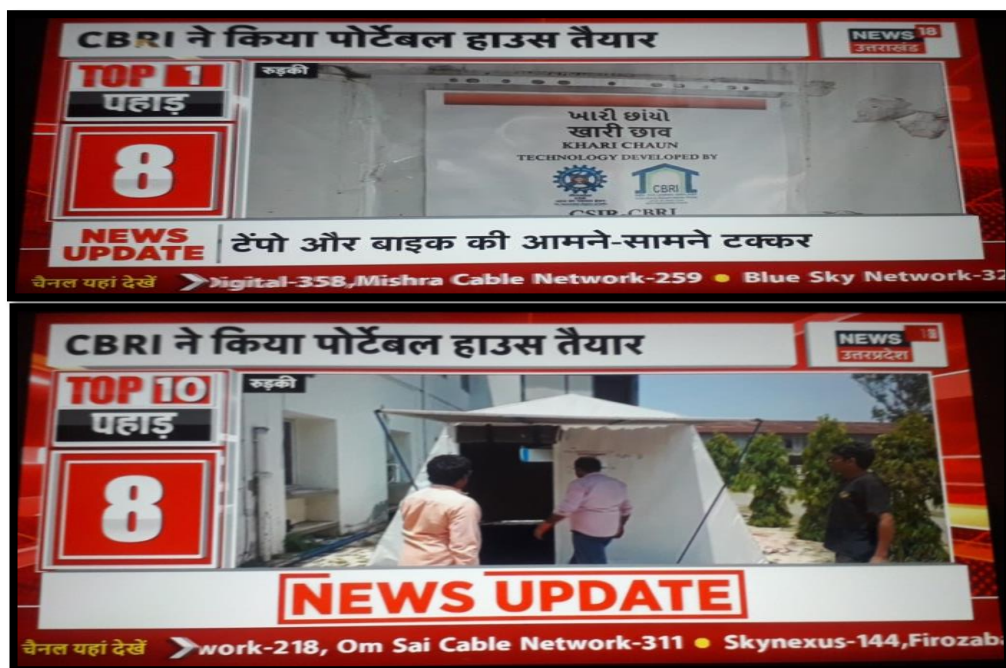 CBRI ने किया पोर्टेबल हाउस तैयार
NEWS 18
उत्तराखंड
TOP 1
पहाड़
8
रुड़की
ખારી છાંયો
खारी छाव
KHARI CHAUN
TECHNOLOGY DEVELOPED BY
CBRI
CSIR-CBRI
NEWS UPDATE
टेंपो और बाइक की आमने-सामने टक्कर
चैनल यहां देखें Digital-358,Mishra Cable Network-259 Blue Sky Network-32
CBRI ने किया पोर्टेबल हाउस तैयार
NEWS 18
उत्तरप्रदेश
TOP 10
पहाड़
8
रुड़की
NEWS UPDATE
चैनल यहां देखें work-218, Om Sai Cable Network-311 Skynexus-144,Firozab